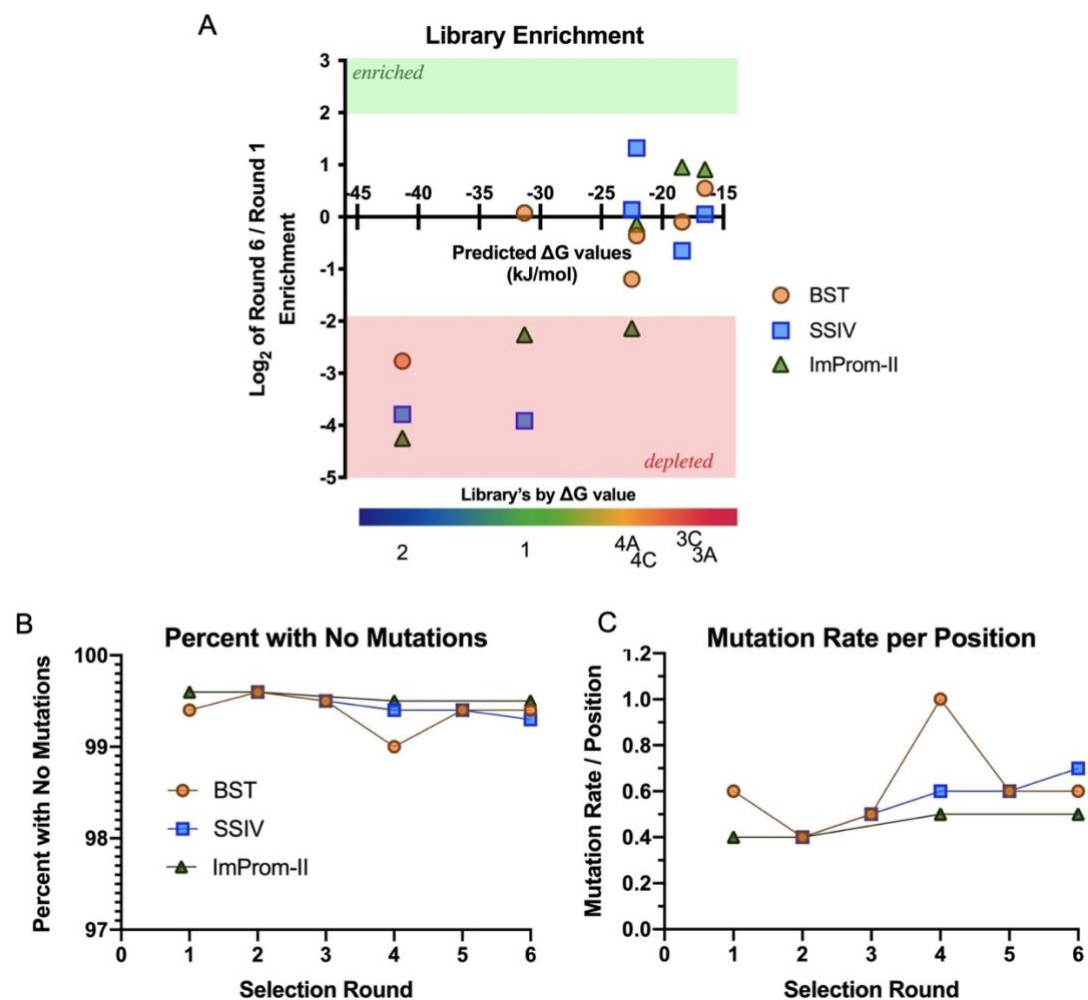 A
Library Enrichment
3
enriched
2
1
-45 -40 -35 -30 -25 -20 -15
0
Predicted ΔG values
(kJ/mol)
-1
-2
-3
-4
depleted
-5
Log2 of Round 6 / Round 1
Enrichment
BST
SSIV
ImProm-II
Library's by ΔG value
2 1 4A 4C 3C 3A
B
Percent with No Mutations
100
99
98
97
Percent with No Mutations
BST
SSIV
ImProm-II
0 1 2 3 4 5 6
Selection Round
C
Mutation Rate per Position
1.2
1.0
0.8
0.6
0.4
0.2
0.0
Mutation Rate / Position
0 1 2 3 4 5 6
Selection Round